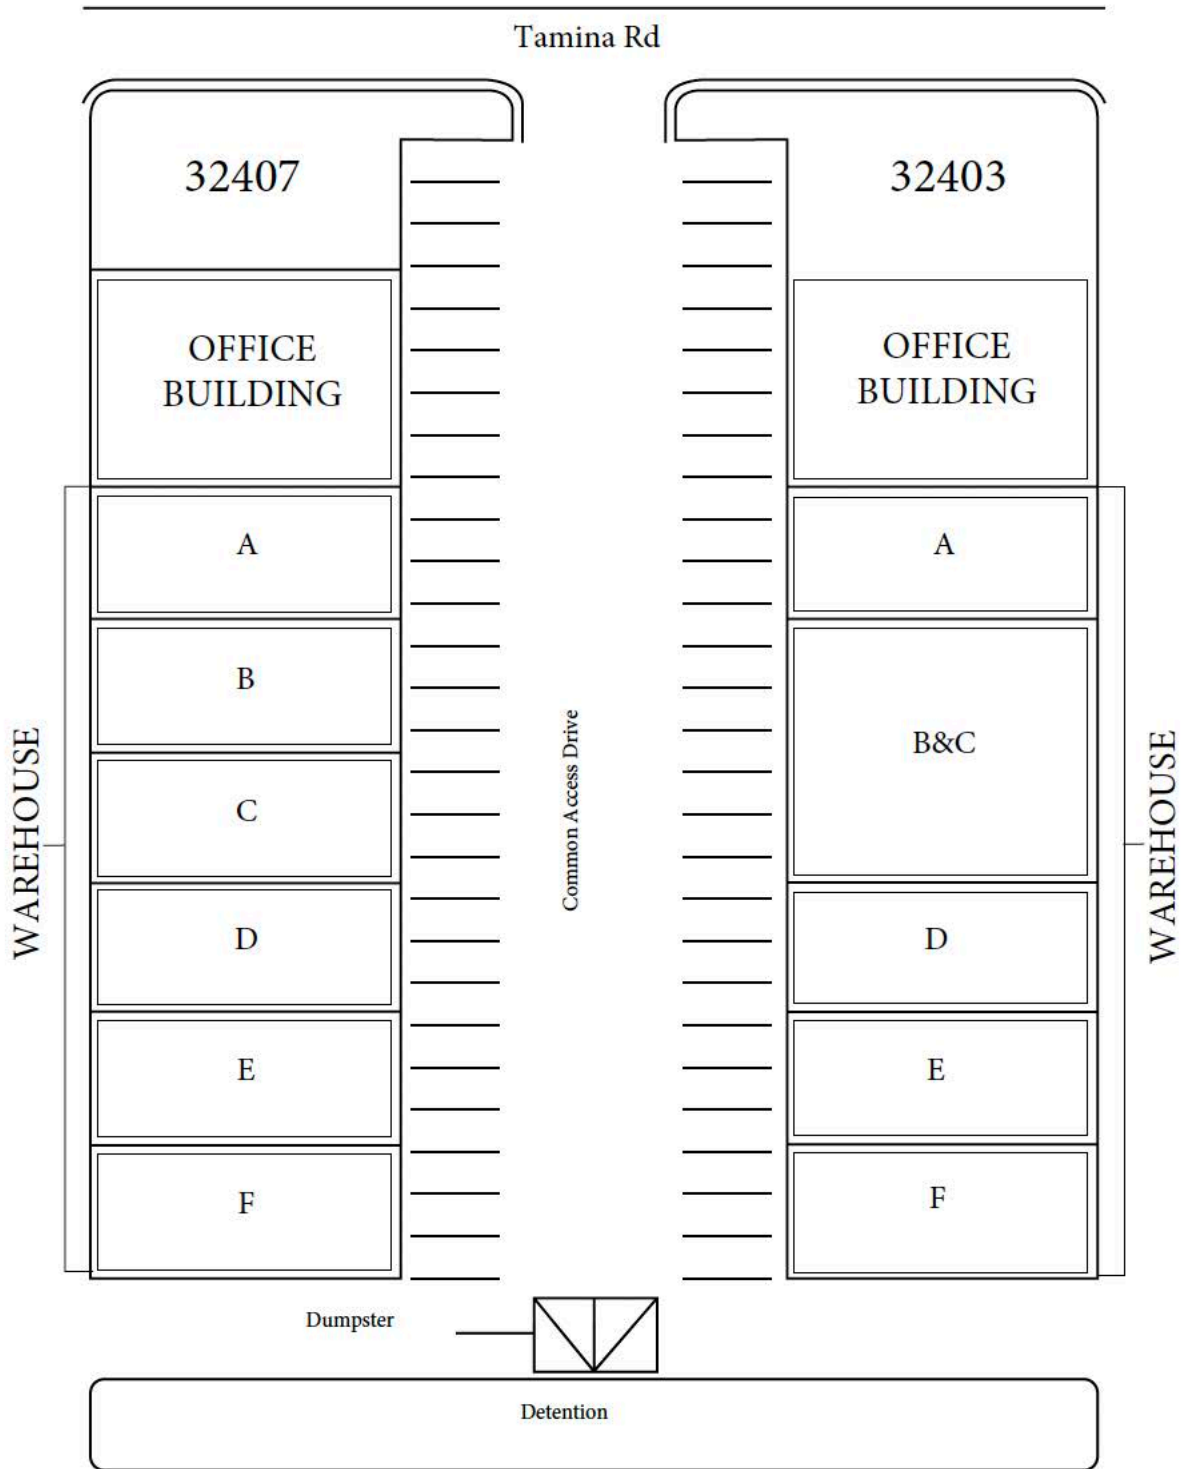 Tamina Rd
32407
32403
OFFICE
BUILDING
OFFICE
BUILDING
A
A
B
B&C
C
D
D
E
E
F
F
WAREHOUSE
Common Access Drive
WAREHOUSE
Dumpster
Detention